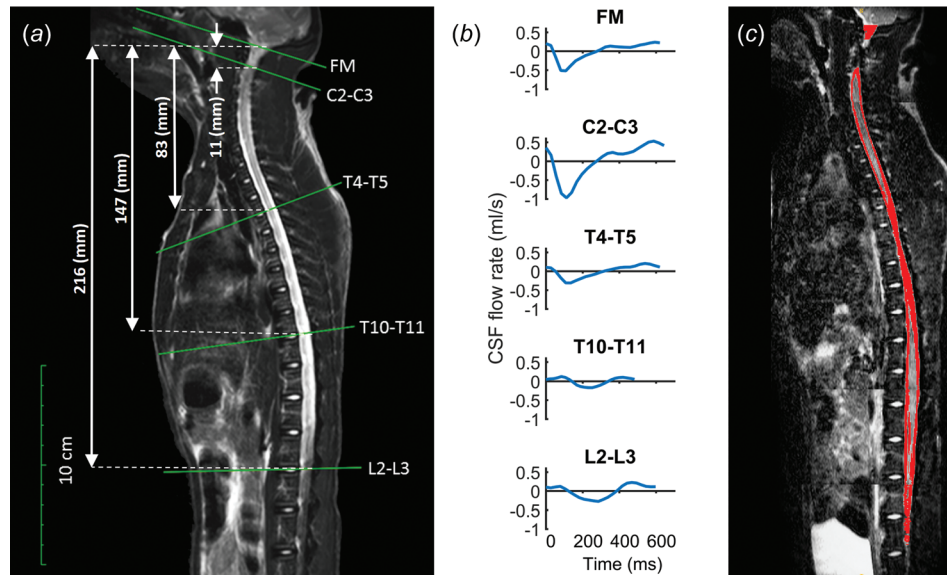 (a)
FM
C2-C3
11 (mm)
83 (mm)
147 (mm)
216 (mm)
T4-T5
T10-T11
L2-L3
10 cm
(b)
CSF flow rate (ml/s)
FM
0.5
0
-0.5
-1
C2-C3
0.5
0
-0.5
-1
T4-T5
0.5
0
-0.5
-1
T10-T11
0.5
0
-0.5
-1
L2-L3
0.5
0
-0.5
-1
0 200 400 600
Time (ms)
(c)